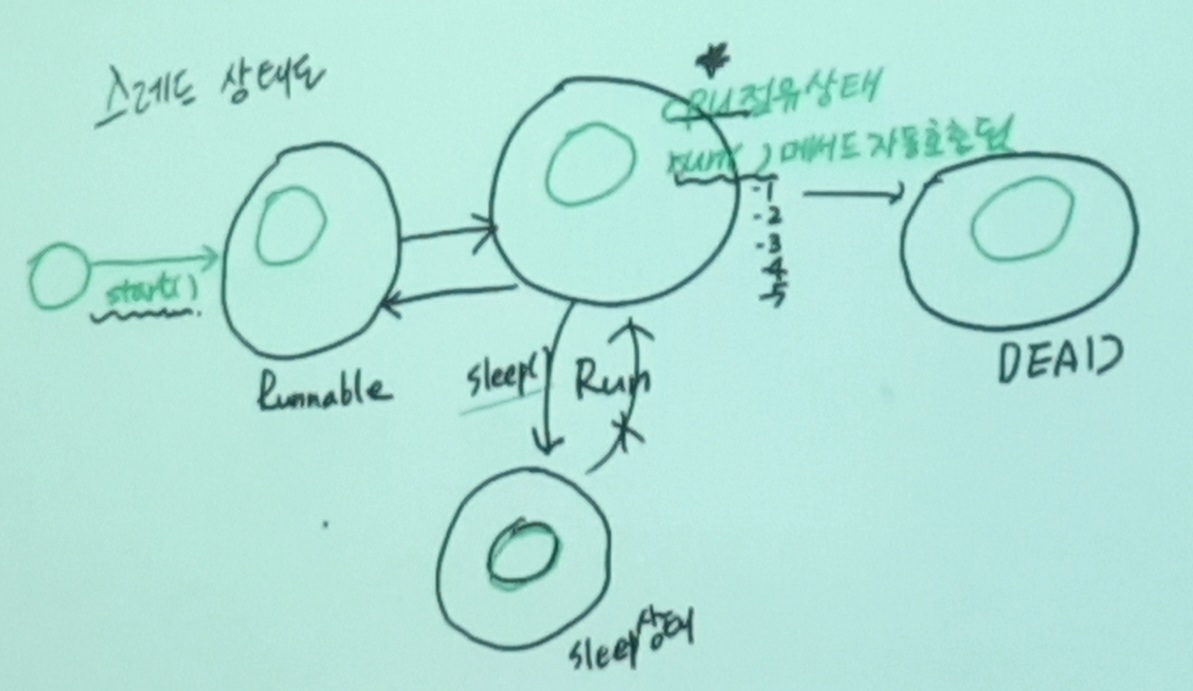 스레드 상태도
CPU점유상태
run( ) 메서드 자동호출됨
-1
-2
-3
-4
-5
start()
Runnable
sleep()
Run
DEAD
sleep상태